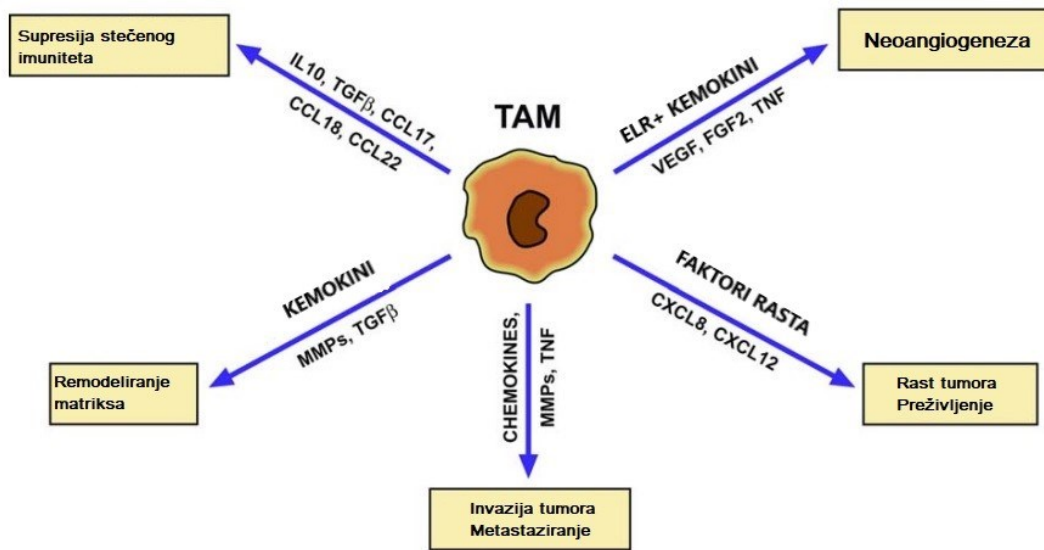 Supresija stečenog
imuniteta
Neoangiogeneza
IL10, TGFβ, CCL17,
CCL18, CCL22
TAM
ELR+ KEMOKINI
VEGF, FGF2, TNF
KEMOKINI
MMPs, TGFβ
CHEMOKINES,
MMPs, TNF
FAKTORI RASTA
CXCL8, CXCL12
Remodeliranje
matriksa
Rast tumora
Preživljenje
Invazija tumora
Metastaziranje